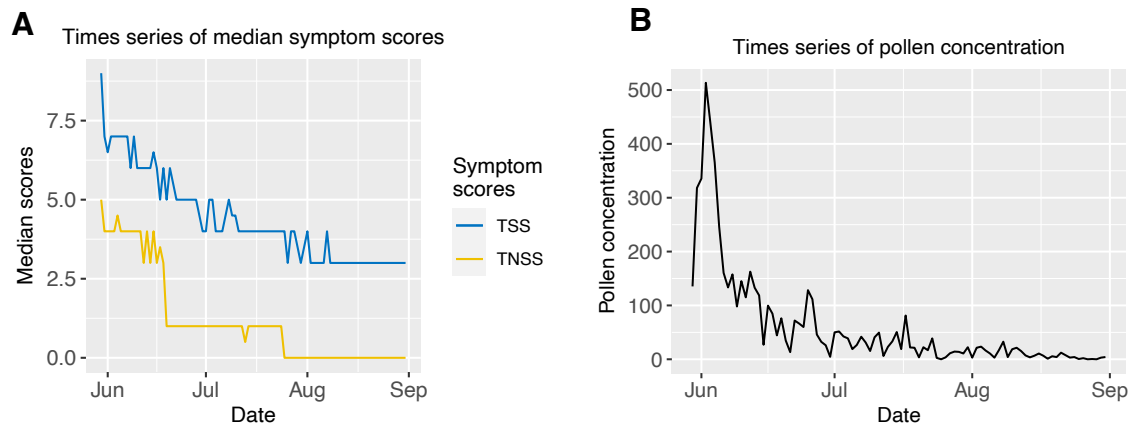 A
Times series of median symptom scores
7.5
5.0
2.5
0.0
Median scores
Jun Jul Aug Sep
Date
Symptom
scores
TSS
TNSS
B
Times series of pollen concentration
500
400
300
200
100
0
Pollen concentration
Jun Jul Aug Sep
Date